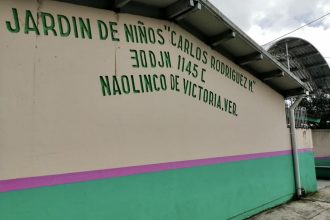 JARDIN DE NIÑOS "CARLOS RODRIGUEZ M."
30DJN 1145 C
NAOLINCO DE VICTORIA, VER.